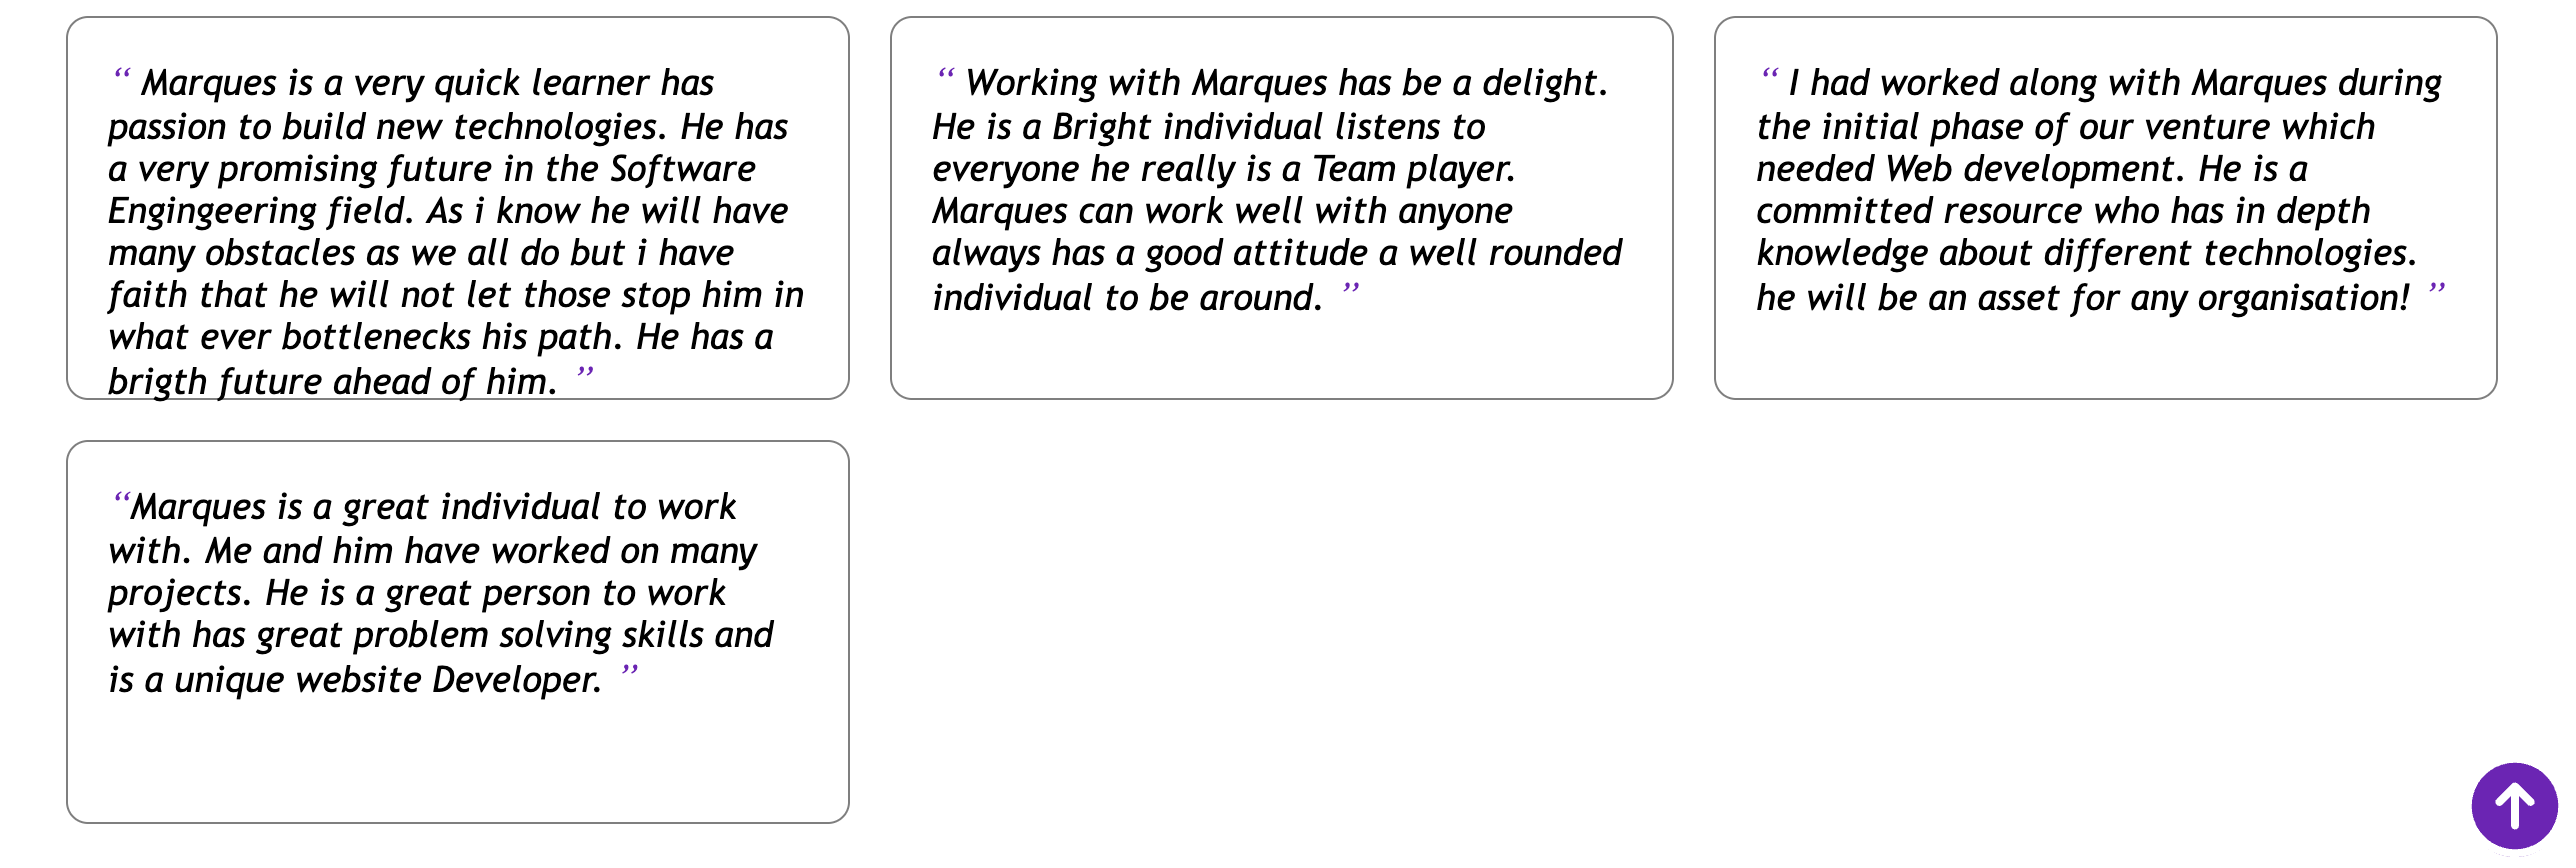 “ Marques is a very quick learner has
passion to build new technologies. He has
a very promising future in the Software
Engingeering field. As i know he will have
many obstacles as we all do but i have
faith that he will not let those stop him in
what ever bottlenecks his path. He has a
brigth future ahead of him. ”
“ Working with Marques has be a delight.
He is a Bright individual listens to
everyone he really is a Team player.
Marques can work well with anyone
always has a good attitude a well rounded
individual to be around. ”
“ I had worked along with Marques during
the initial phase of our venture which
needed Web development. He is a
committed resource who has in depth
knowledge about different technologies.
he will be an asset for any organisation! ”
“Marques is a great individual to work
with. Me and him have worked on many
projects. He is a great person to work
with has great problem solving skills and
is a unique website Developer. ”